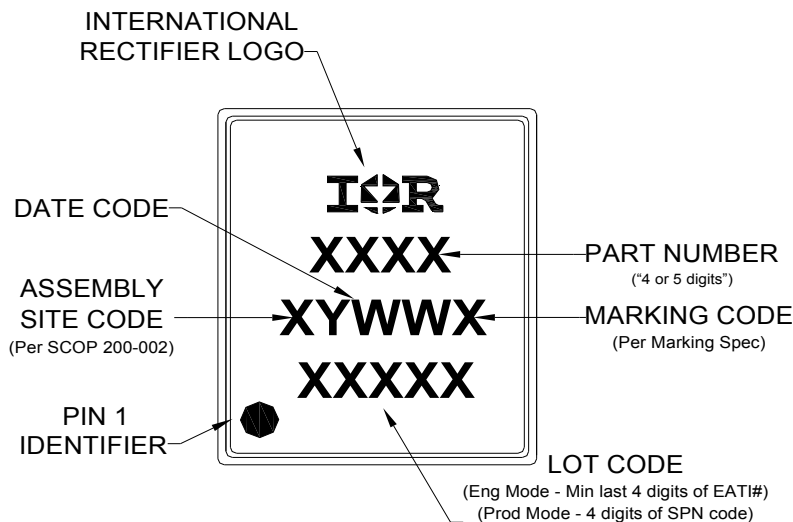 INTERNATIONAL
RECTIFIER LOGO
IOR
DATE CODE
XXXX
PART NUMBER
(“4 or 5 digits”)
ASSEMBLY
SITE CODE
(Per SCOP 200-002)
XYWWX
MARKING CODE
(Per Marking Spec)
XXXXX
PIN 1
IDENTIFIER
LOT CODE
(Eng Mode - Min last 4 digits of EATI#)
(Prod Mode - 4 digits of SPN code)